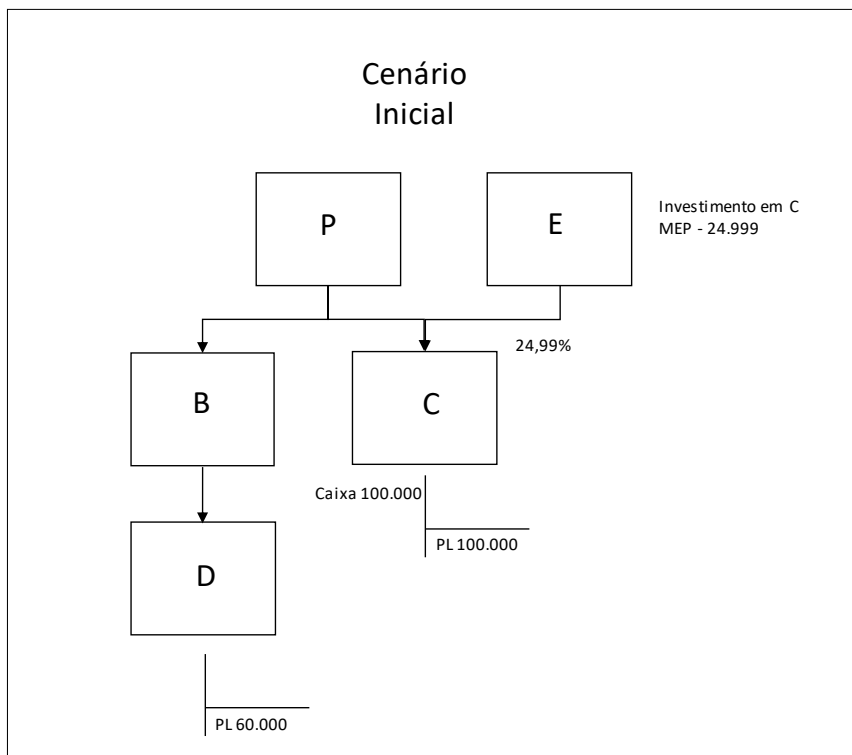 Cenário
Inicial
P
E
Investimento em C
MEP - 24.999
24,99%
B
C
Caixa 100.000
PL 100.000
D
PL 60.000